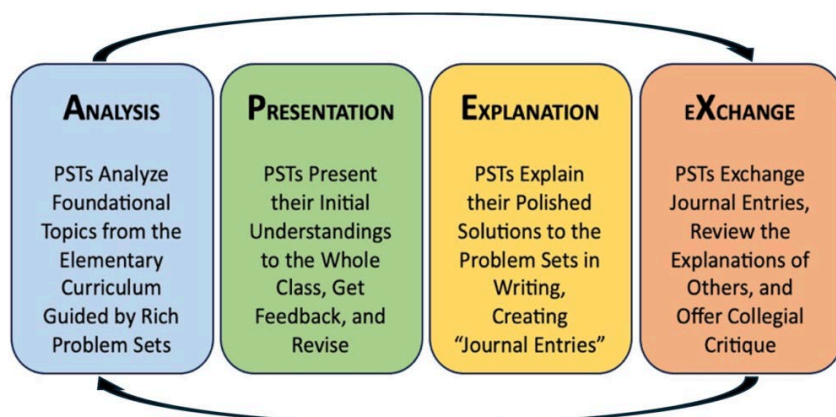 ANALYSIS
PSTs Analyze
Foundational
Topics from the
Elementary
Curriculum
Guided by Rich
Problem Sets
PRESENTATION
PSTs Present
their Initial
Understandings
to the Whole
Class, Get
Feedback, and
Revise
EXPLANATION
PSTs Explain
their Polished
Solutions to the
Problem Sets in
Writing,
Creating
“Journal Entries”
eXCHANGE
PSTs Exchange
Journal Entries,
Review the
Explanations of
Others, and
Offer Collegial
Critique